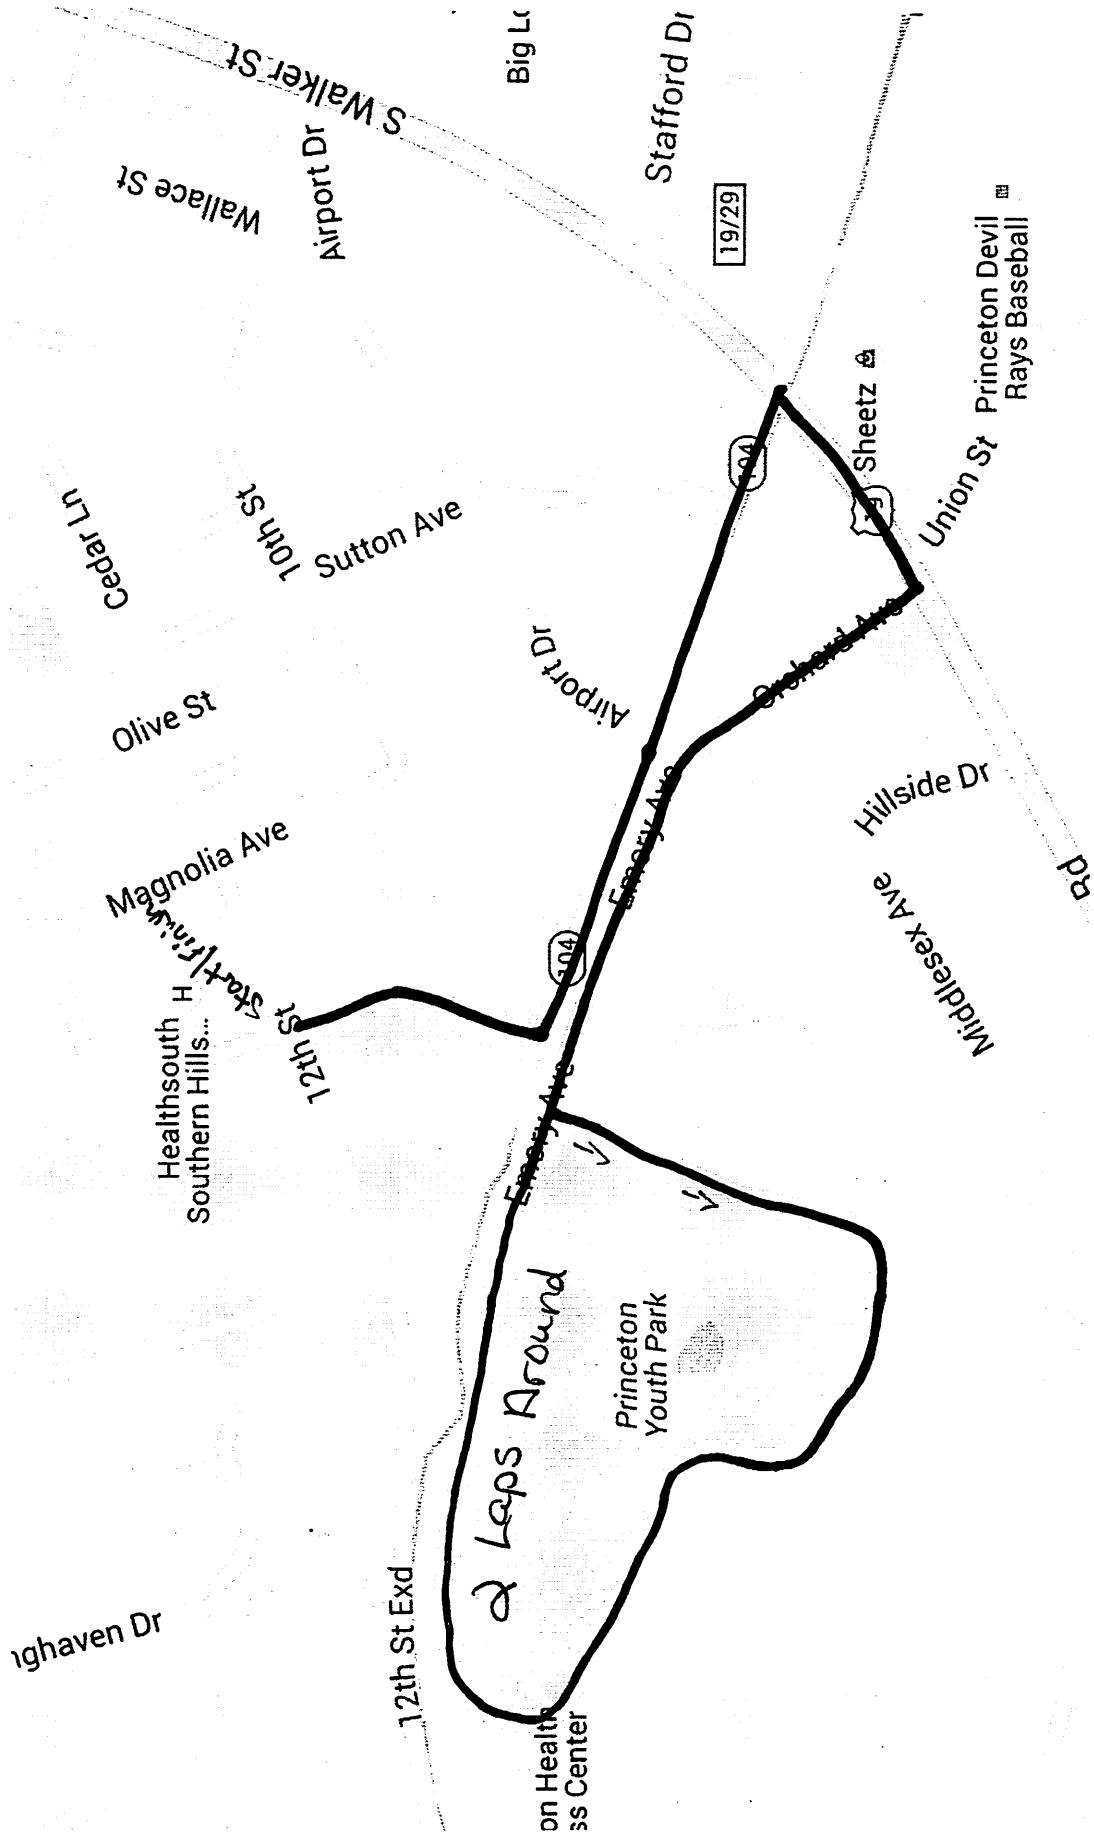 S Walker St
Big Lo
Stafford Dr
Wallace St
Airport Dr
19/29
Princeton Devil
Rays Baseball
Sheetz
104
19
Union St
Cedar Ln
10th St
Sutton Ave
Orchard Ave
Airport Dr
Olive St
Emory Ave
Hillside Dr
Magnolia Ave
Start/Finish
Rd
Middlesex Ave
104
H
Healthsouth
Southern Hills...
12th St
Emory Ave
2 Laps Around
Princeton
Youth Park
12th St Exd
nghaven Dr
on Health
ss Center